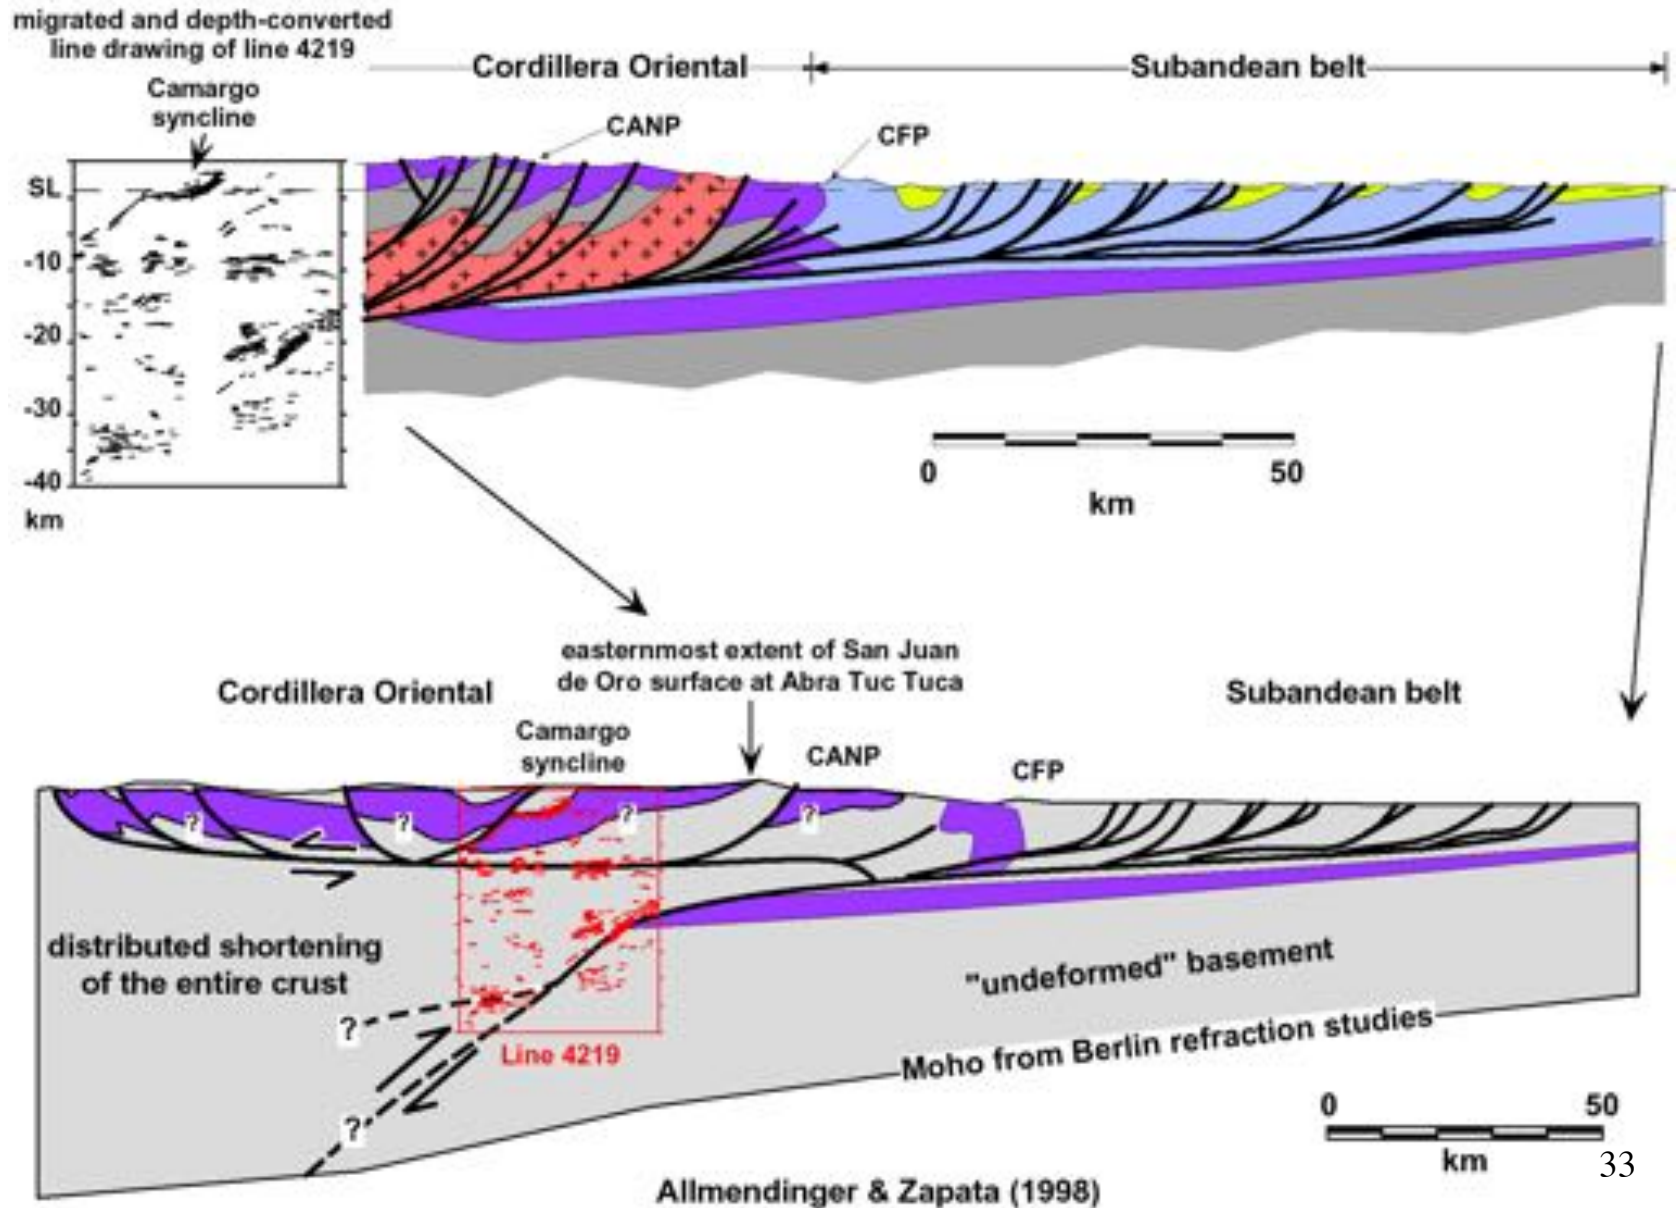 migrated and depth-converted
line drawing of line 4219
Camargo
syncline
Cordillera Oriental
Subandean belt
CANP
CFP
SL
-10
-20
-30
-40
km
0
50
km
easternmost extent of San Juan
de Oro surface at Abra Tuc Tuca
Cordillera Oriental
Subandean belt
Camargo
syncline
CANP
CFP
?
?
?
?
distributed shortening
of the entire crust
"undeformed" basement
?
Line 4219
Moho from Berlin refraction studies
?
0
50
km
33
Allmendinger & Zapata (1998)